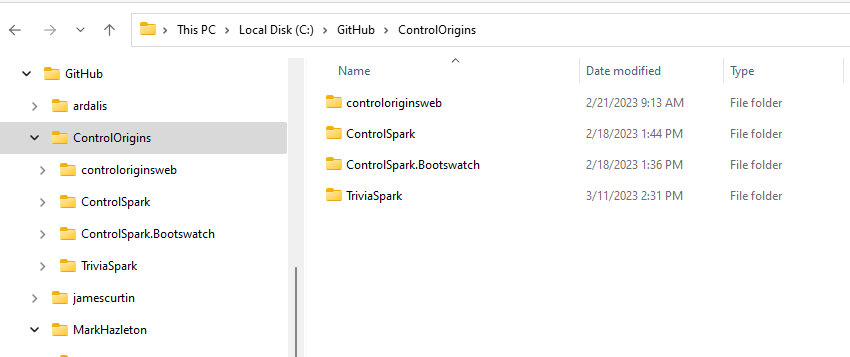 This PC > Local Disk (C:) > GitHub > ControlOrigins
GitHub
ardalis
ControlOrigins
controloriginsweb
ControlSpark
ControlSpark.Bootswatch
TriviaSpark
jamescurtin
MarkHazleton
Name Date modified Type
controloriginsweb 2/21/2023 9:13 AM File folder
ControlSpark 2/18/2023 1:44 PM File folder
ControlSpark.Bootswatch 2/18/2023 1:36 PM File folder
TriviaSpark 3/11/2023 2:31 PM File folder